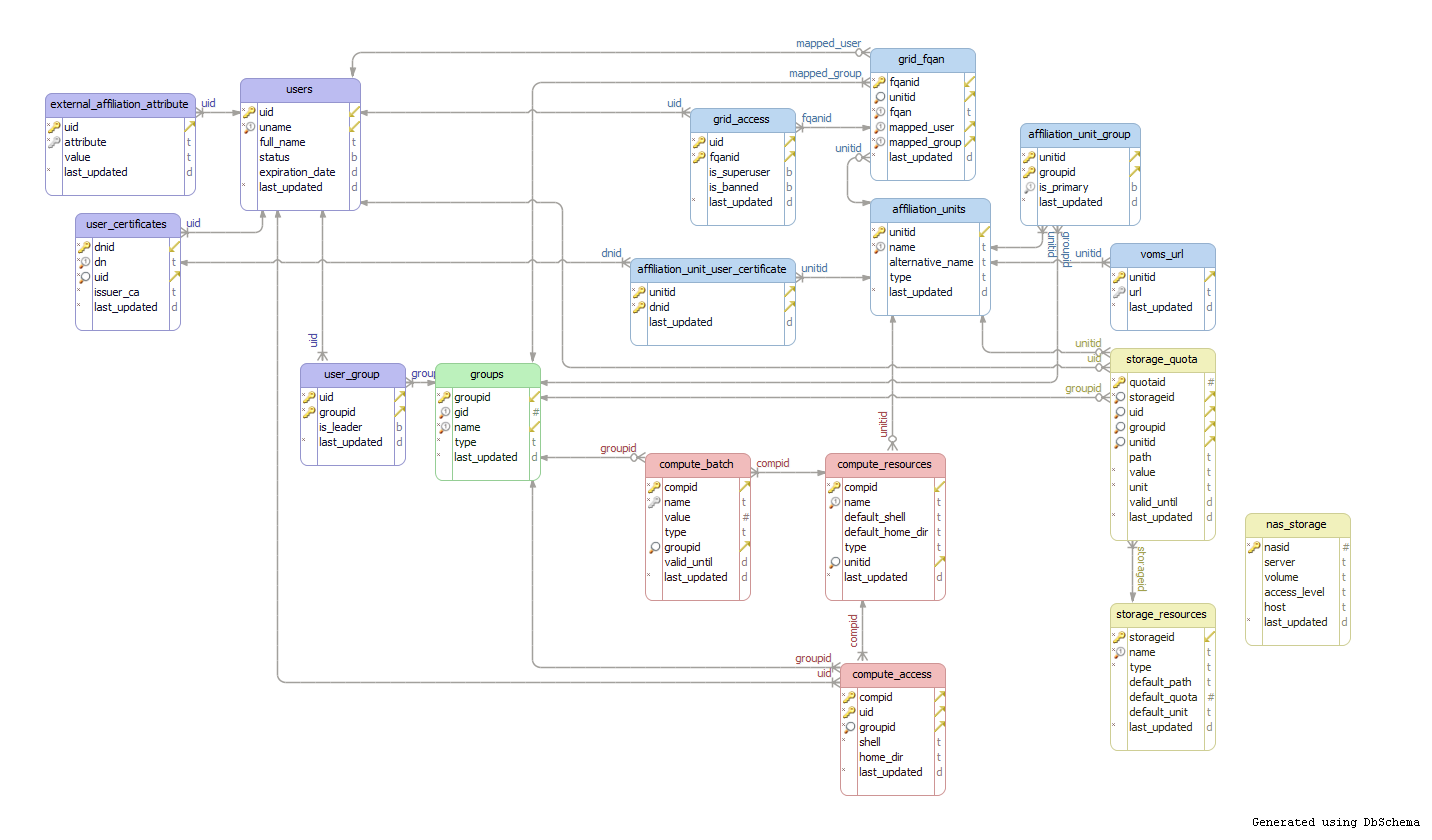 mapped_user
grid_fqan
fqanid
unitid
fqan t
mapped_user
mapped_group
last_updated d
mapped_group
users
uid
uname t
full_name t
status b
expiration_date d
last_updated d
external_affiliation_attribute
uid
attribute t
value t
last_updated d
uid
uid
grid_access
uid
fqanid
is_superuser b
is_banned b
last_updated d
fqanid
unitid
affiliation_unit_group
unitid
groupid
is_primary b
last_updated d
user_certificates
dnid
dn t
uid
issuer_ca t
last_updated d
uid
affiliation_units
unitid
name t
alternative_name t
type t
last_updated d
unitid
groupid
unitid
voms_url
unitid
url t
last_updated d
dnid
affiliation_unit_user_certificate
unitid
dnid
last_updated d
unitid
uid
user_group
uid
groupid
is_leader b
last_updated d
group
groups
groupid
gid #
name
type t
last_updated d
unitid
uid
groupid
storage_quota
quotaid #
storageid
uid
groupid
unitid
path t
value t
unit t
valid_until d
last_updated d
unitid
groupid
compute_batch
compid
name t
value #
type t
groupid
valid_until d
last_updated d
compid
compute_resources
compid
name t
default_shell t
default_home_dir t
type t
unitid
last_updated d
nas_storage
nasid #
server t
volume t
access_level t
host t
last_updated d
storageid
storage_resources
storageid
name t
type t
default_path t
default_quota #
default_unit t
last_updated d
compid
groupid
uid
compute_access
compid
uid
groupid
shell t
home_dir t
last_updated d
Generated using DbSchema